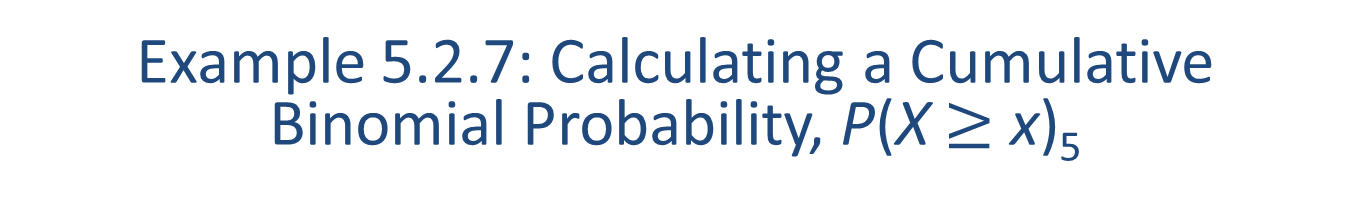 Example 5.2.7: Calculating a Cumulative
Binomial Probability, P(X ≥ x)₅